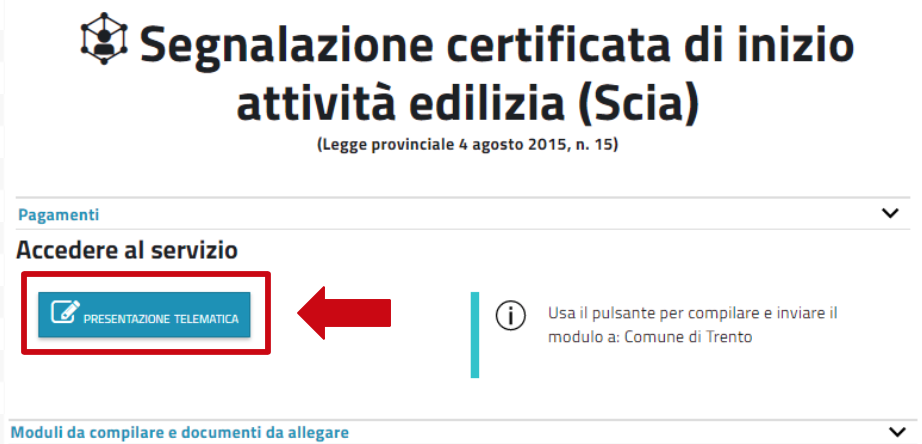 Segnalazione certificata di inizio
attività edilizia (Scia)
(Legge provinciale 4 agosto 2015, n. 15)
Pagamenti
Accedere al servizio
PRESENTAZIONE TELEMATICA
Usa il pulsante per compilare e inviare il
modulo a: Comune di Trento
Moduli da compilare e documenti da allegare